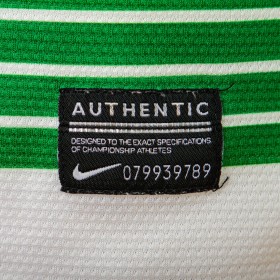 AUTHENTIC
DESIGNED TO THE EXACT SPECIFICATIONS
OF CHAMPIONSHIP ATHLETES
079939789